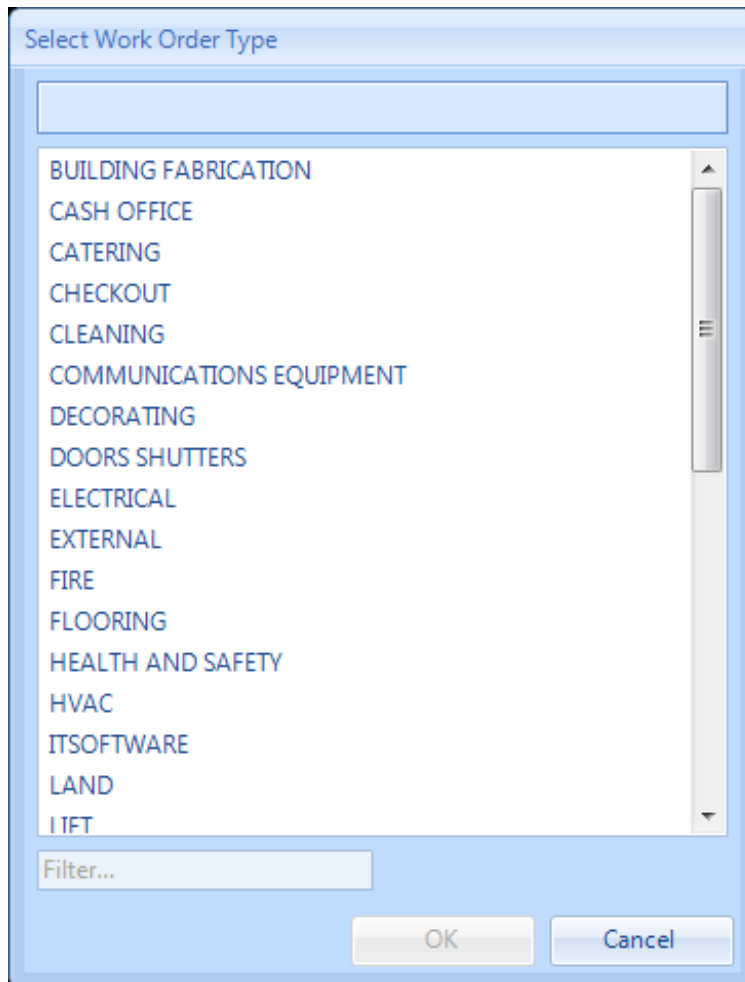 Select Work Order Type
BUILDING FABRICATION
CASH OFFICE
CATERING
CHECKOUT
CLEANING
COMMUNICATIONS EQUIPMENT
DECORATING
DOORS SHUTTERS
ELECTRICAL
EXTERNAL
FIRE
FLOORING
HEALTH AND SAFETY
HVAC
ITSOFTWARE
LAND
LIFT
Filter...
OK Cancel